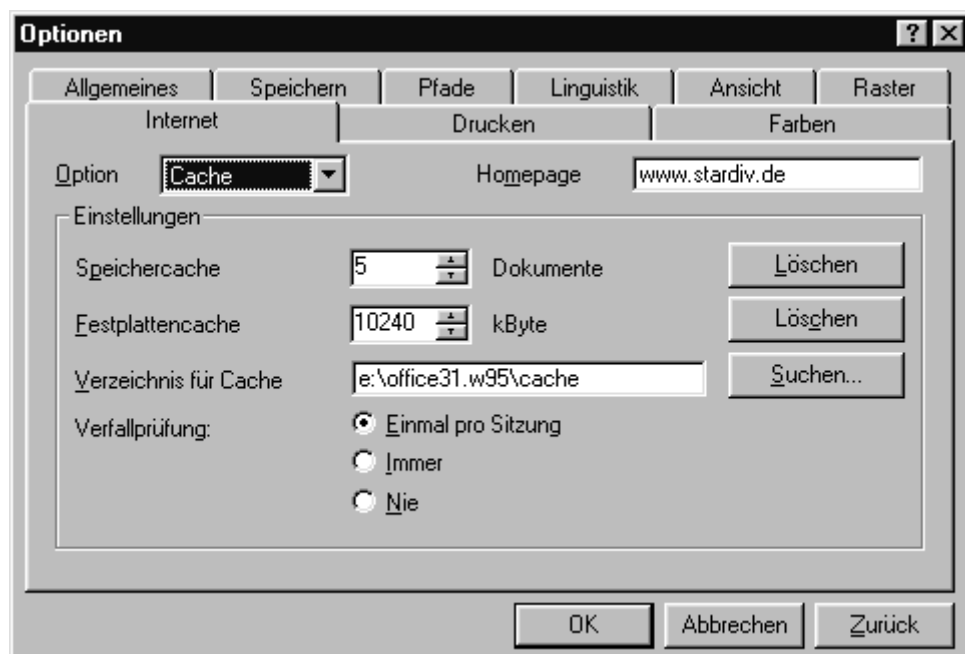 Optionen
Allgemeines Speichern Pfade Linguistik Ansicht Raster
Internet Drucken Farben
Option Cache Homepage www.stardiv.de
Einstellungen
Speichercache 5 Dokumente Löschen
Festplattencache 10240 kByte Löschen
Verzeichnis für Cache e:\office31.w95\cache Suchen...
Verfallprüfung: Einmal pro Sitzung
Immer
Nie
OK Abbrechen Zurück